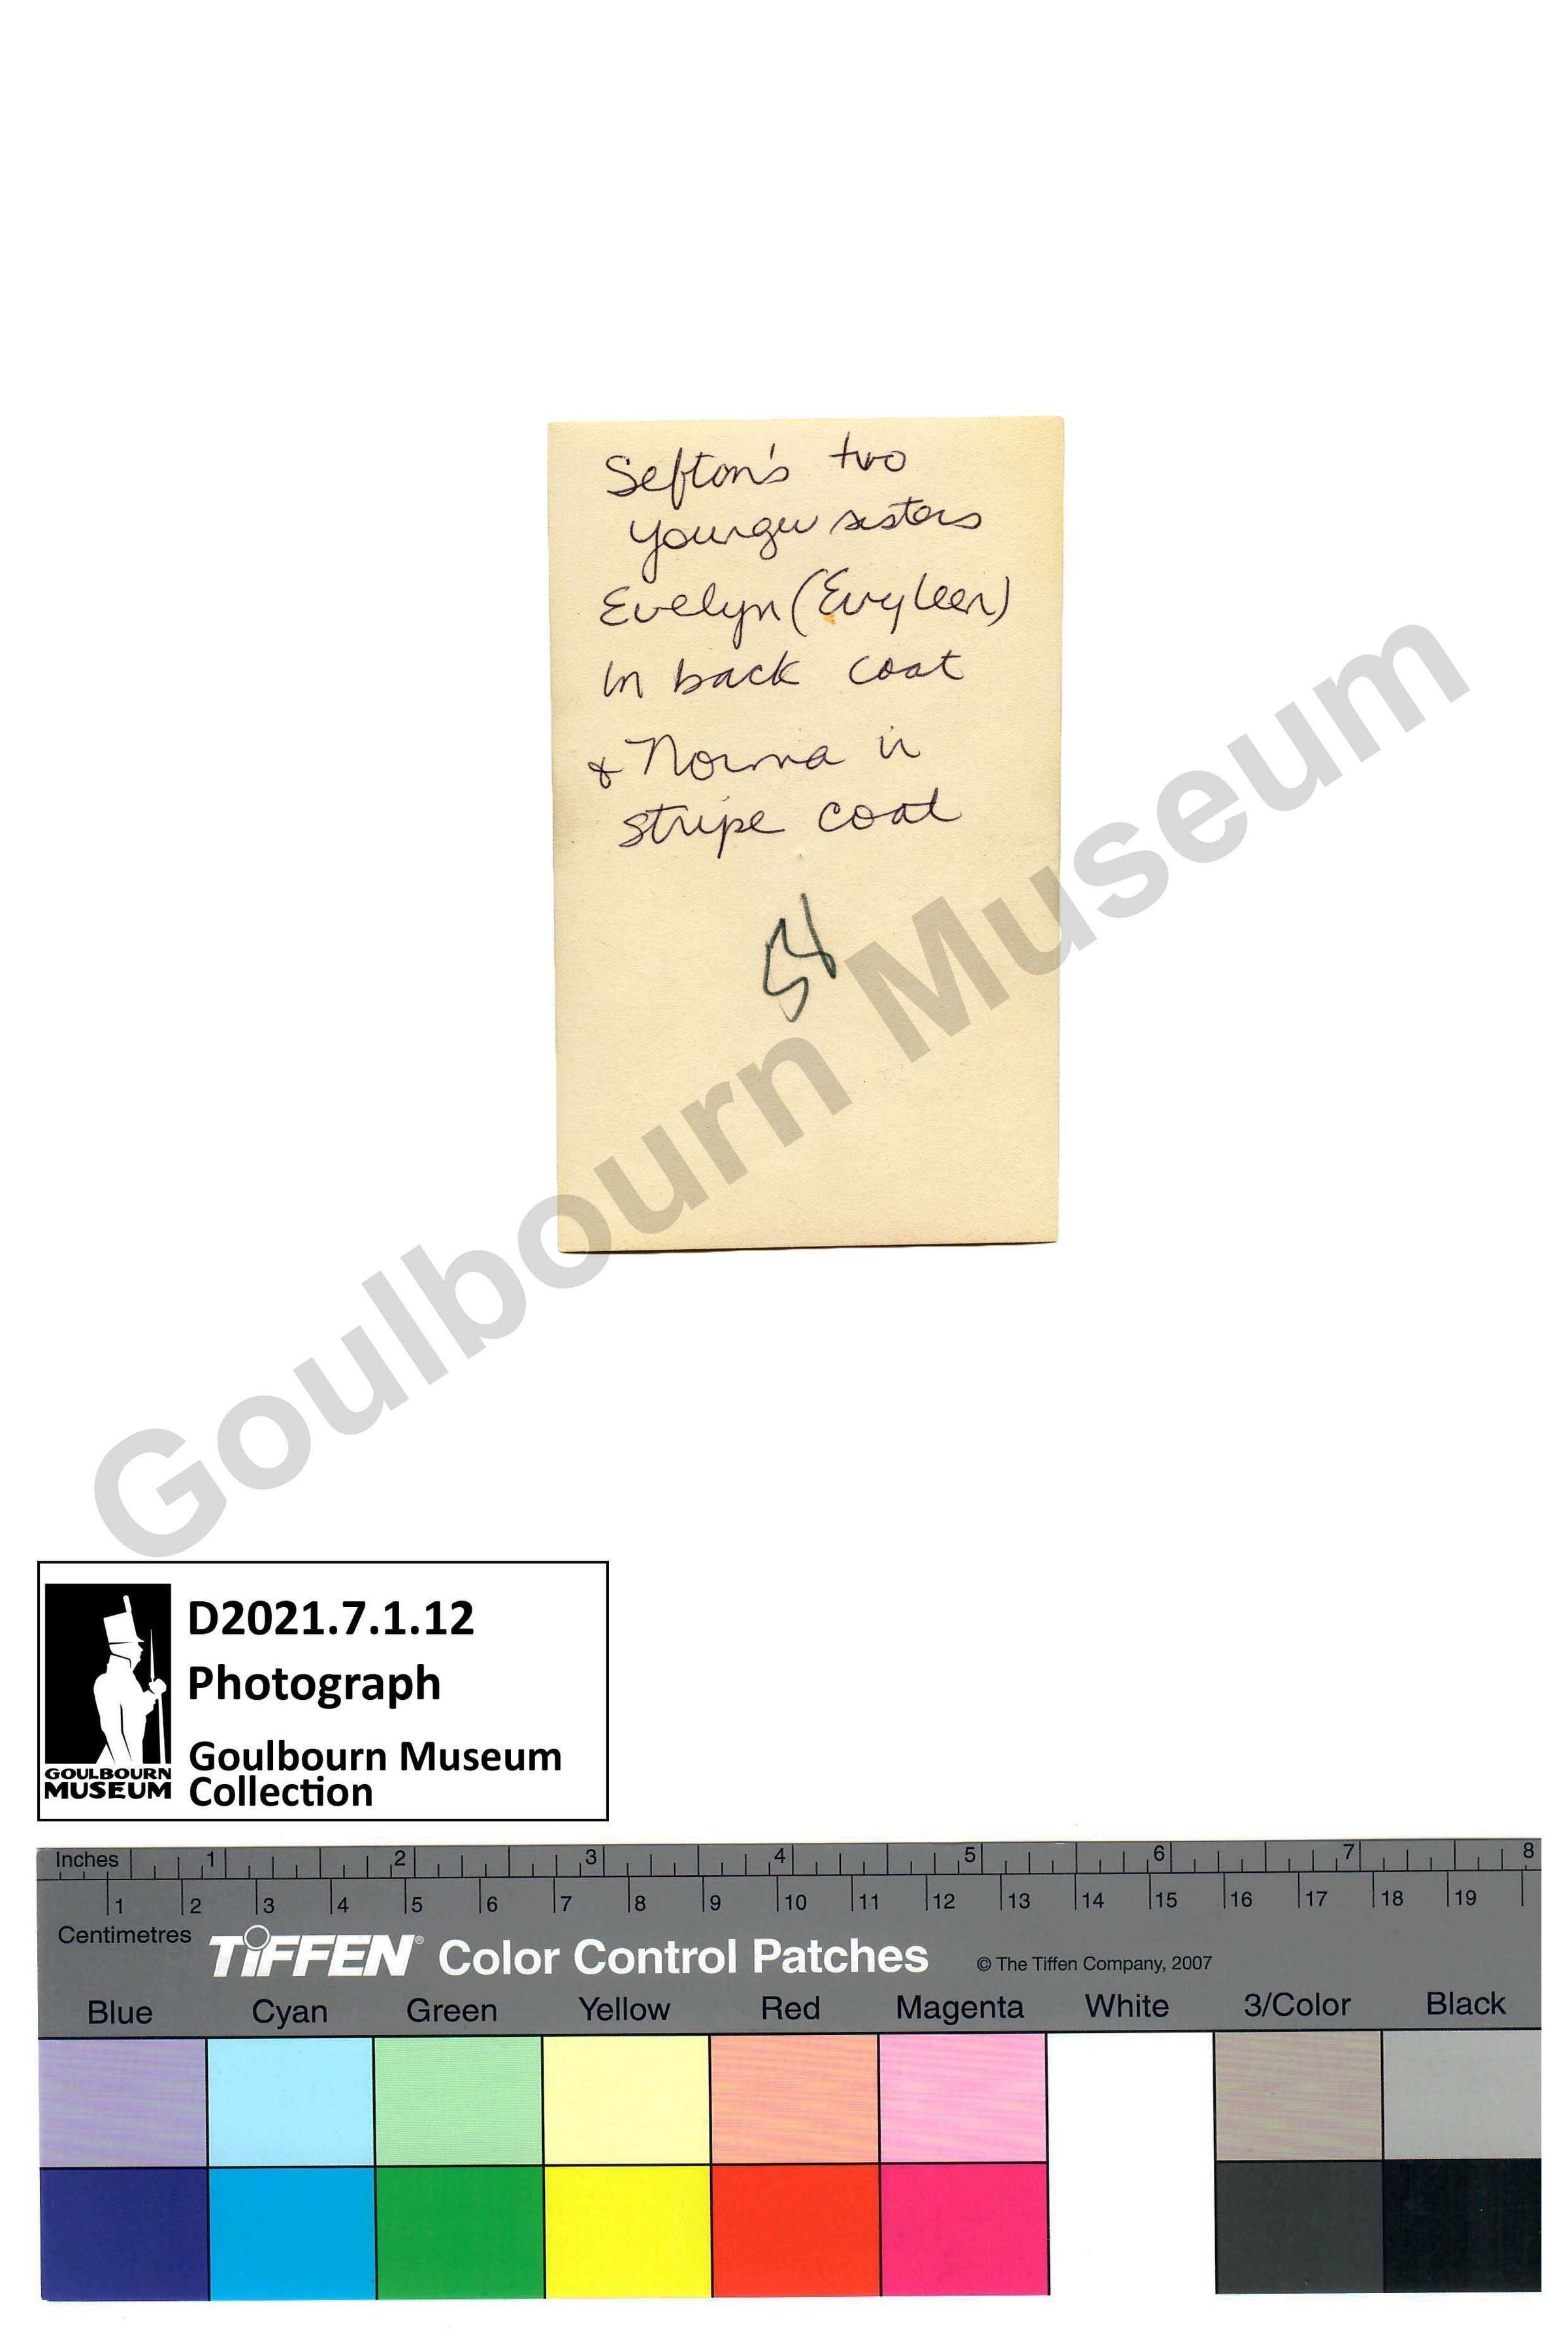 Sefton's two
younger sisters
Evelyn (Evyleen)
in back coat
& Norma in
stripe coat
Goulbourn Museum
D2021.7.1.12
Photograph
Goulbourn Museum
Collection
GOULBOURN
MUSEUM
Inches 1 2 3 4 5 6 7 8
1 2 3 4 5 6 7 8 9 10 11 12 13 14 15 16 17 18 19
Centimetres
TIFFEN® Color Control Patches © The Tiffen Company, 2007
Blue Cyan Green Yellow Red Magenta White 3/Color Black